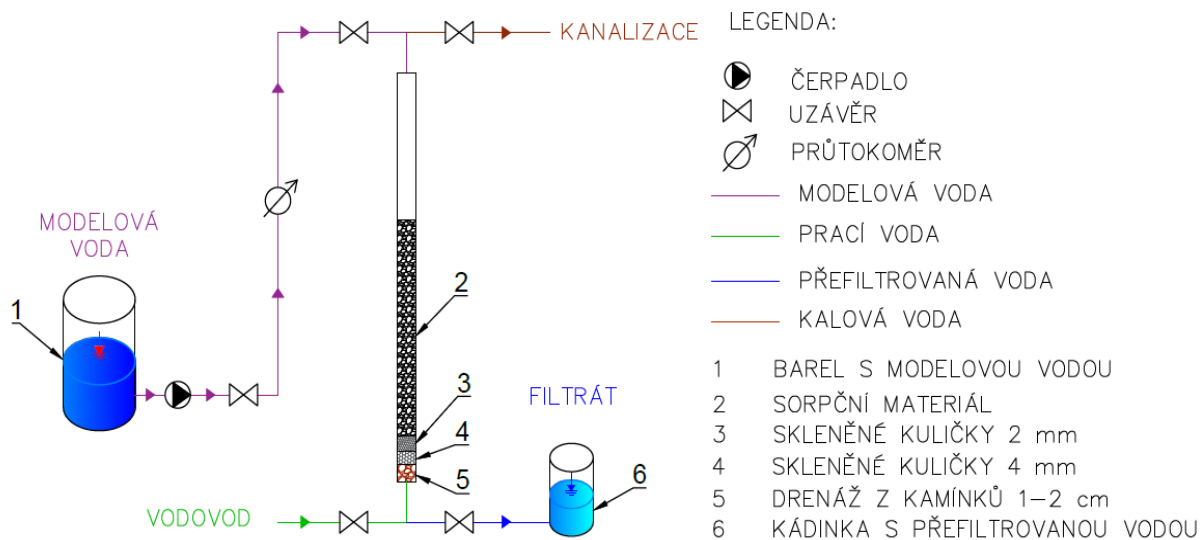 KANALIZACE
MODELOVÁ
VODA
1
2
3
4
5
6
FILTRÁT
VODOVOD
LEGENDA:
ČERPADLO
UZÁVĚR
PRŮTOKOMĚR
MODELOVÁ VODA
PRACÍ VODA
PŘEFILTROVANÁ VODA
KALOVÁ VODA
1 BAREL S MODELOVOU VODOU
2 SORPČNÍ MATERIÁL
3 SKLENĚNÉ KULIČKY 2 mm
4 SKLENĚNÉ KULIČKY 4 mm
5 DRENÁŽ Z KAMÍNKŮ 1-2 cm
6 KÁDINKA S PŘEFILTROVANOU VODOU